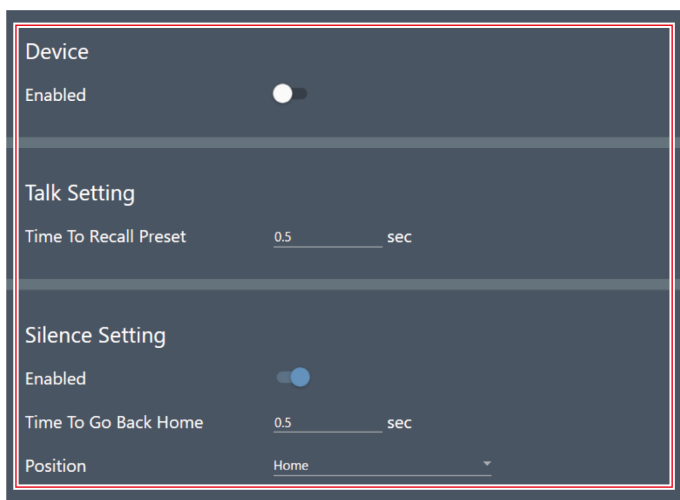 Device
Enabled
Talk Setting
Time To Recall Preset 0.5 sec
Silence Setting
Enabled
Time To Go Back Home 0.5 sec
Position Home